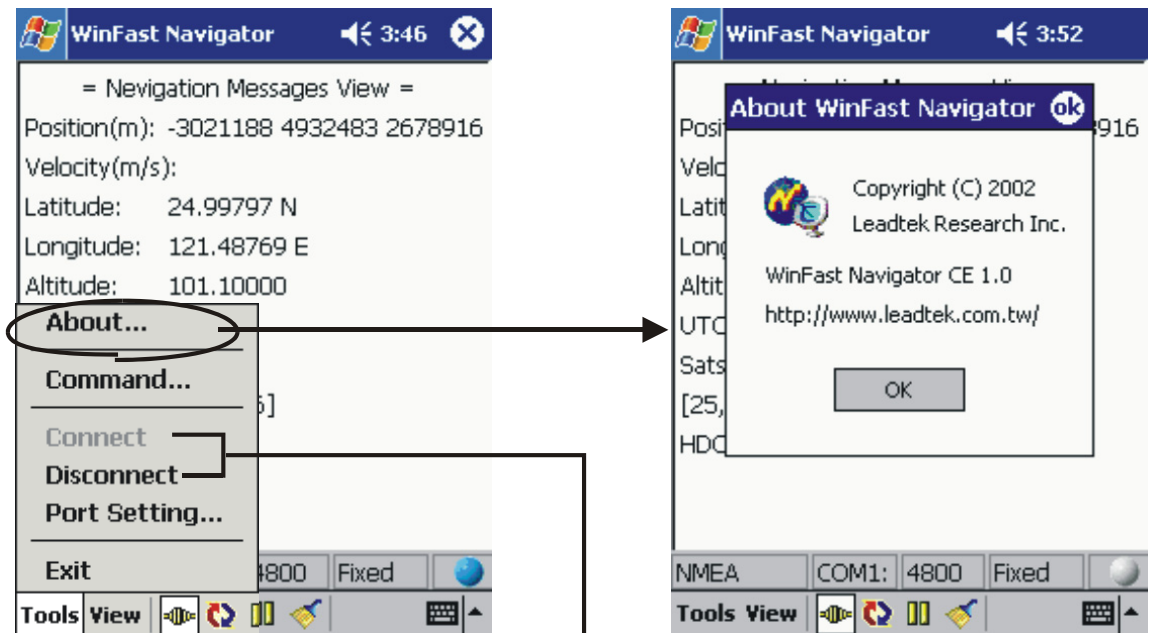 WinFast Navigator 3:46
= Nevigation Messages View =
Position(m): -3021188 4932483 2678916
Velocity(m/s):
Latitude: 24.99797 N
Longitude: 121.48769 E
Altitude: 101.10000
About...
Command...
Connect
Disconnect
Port Setting...
Exit
4800 Fixed
Tools View
WinFast Navigator 3:52
About WinFast Navigator ok
Copyright (C) 2002
Leadtek Research Inc.
WinFast Navigator CE 1.0
http://www.leadtek.com.tw/
OK
Posi
916
Velo
Latit
Long
Altit
UTC
Sats
[25,
HDO
NMEA COM1: 4800 Fixed
Tools View